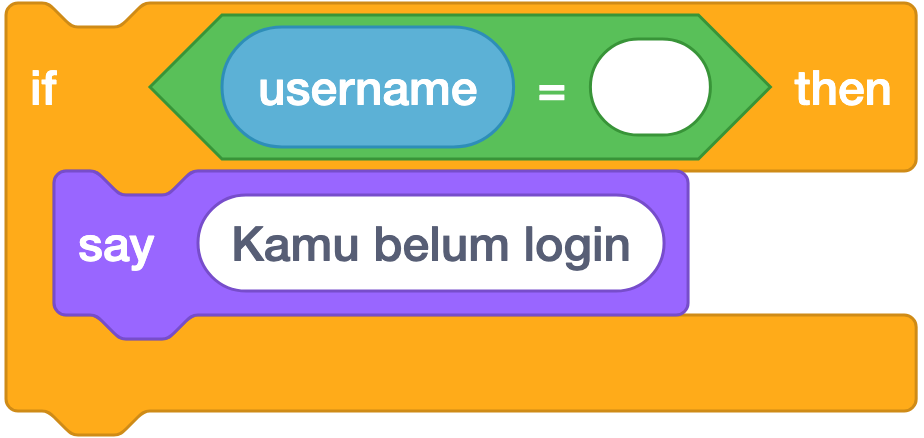 if username = then
say Kamu belum login